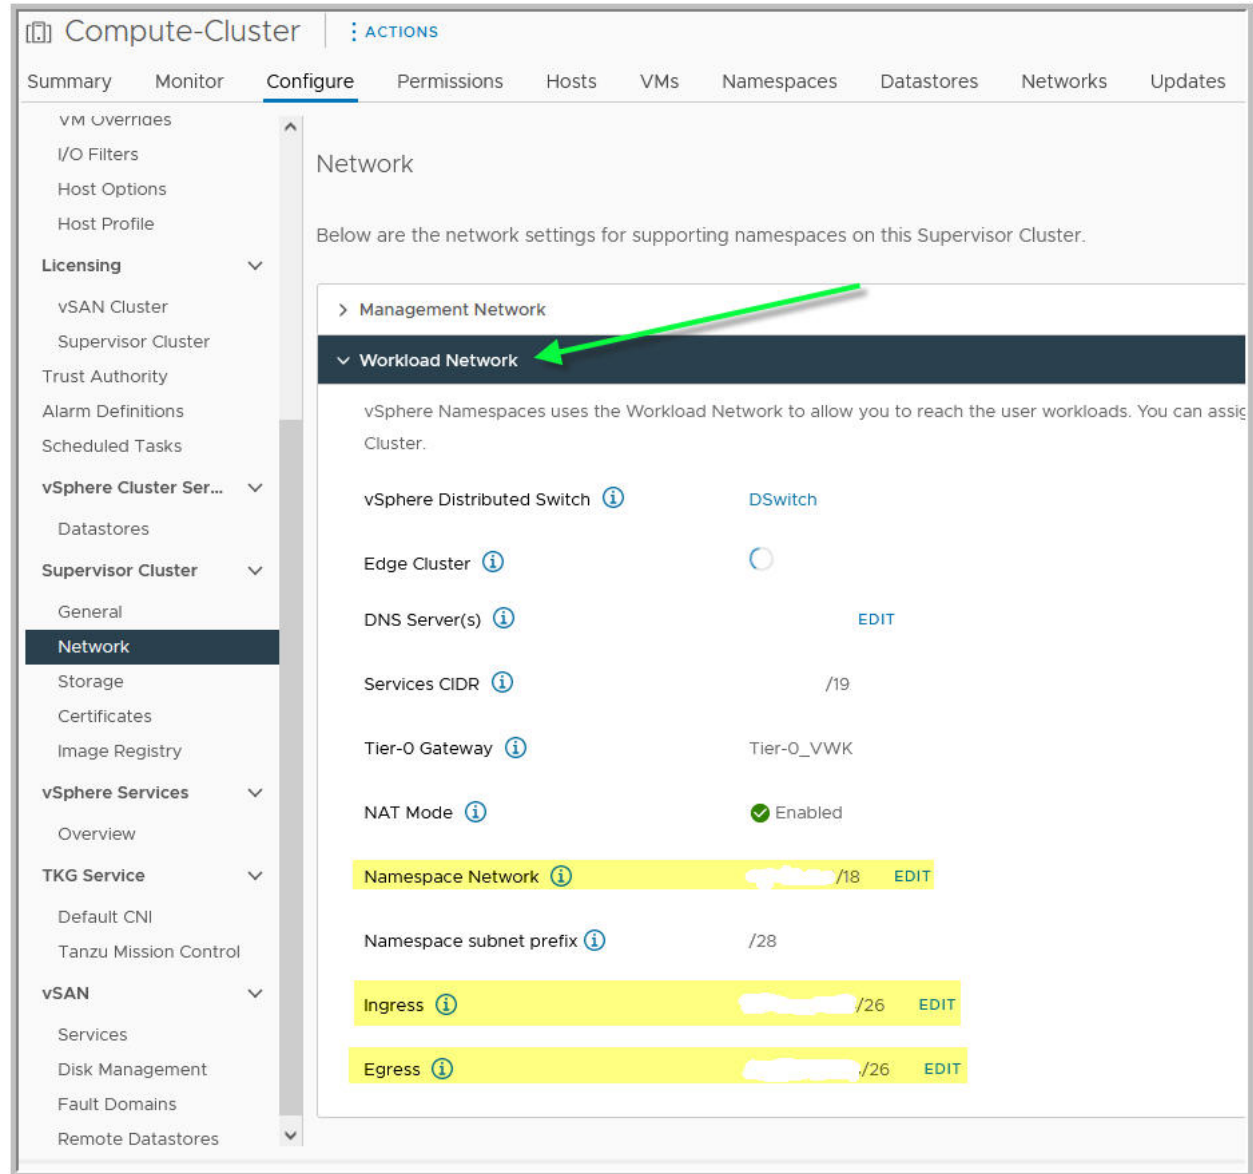 Compute-Cluster
ACTIONS
Summary Monitor Configure Permissions Hosts VMs Namespaces Datastores Networks Updates
VM Overrides
I/O Filters
Host Options
Host Profile
Licensing
vSAN Cluster
Supervisor Cluster
Trust Authority
Alarm Definitions
Scheduled Tasks
vSphere Cluster Ser...
Datastores
Supervisor Cluster
General
Network
Storage
Certificates
Image Registry
vSphere Services
Overview
TKG Service
Default CNI
Tanzu Mission Control
vSAN
Services
Disk Management
Fault Domains
Remote Datastores
Network
Below are the network settings for supporting namespaces on this Supervisor Cluster.
Management Network
Workload Network
vSphere Namespaces uses the Workload Network to allow you to reach the user workloads. You can assig
Cluster.
vSphere Distributed Switch DSwitch
Edge Cluster
DNS Server(s) EDIT
Services CIDR /19
Tier-0 Gateway Tier-0_VWK
NAT Mode Enabled
Namespace Network /18 EDIT
Namespace subnet prefix /28
Ingress /26 EDIT
Egress /26 EDIT